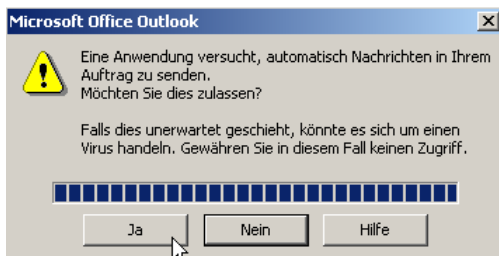 Microsoft Office Outlook
Eine Anwendung versucht, automatisch Nachrichten in Ihrem
Auftrag zu senden.
Möchten Sie dies zulassen?
Falls dies unerwartet geschieht, könnte es sich um einen
Virus handeln. Gewähren Sie in diesem Fall keinen Zugriff.
Ja Nein Hilfe